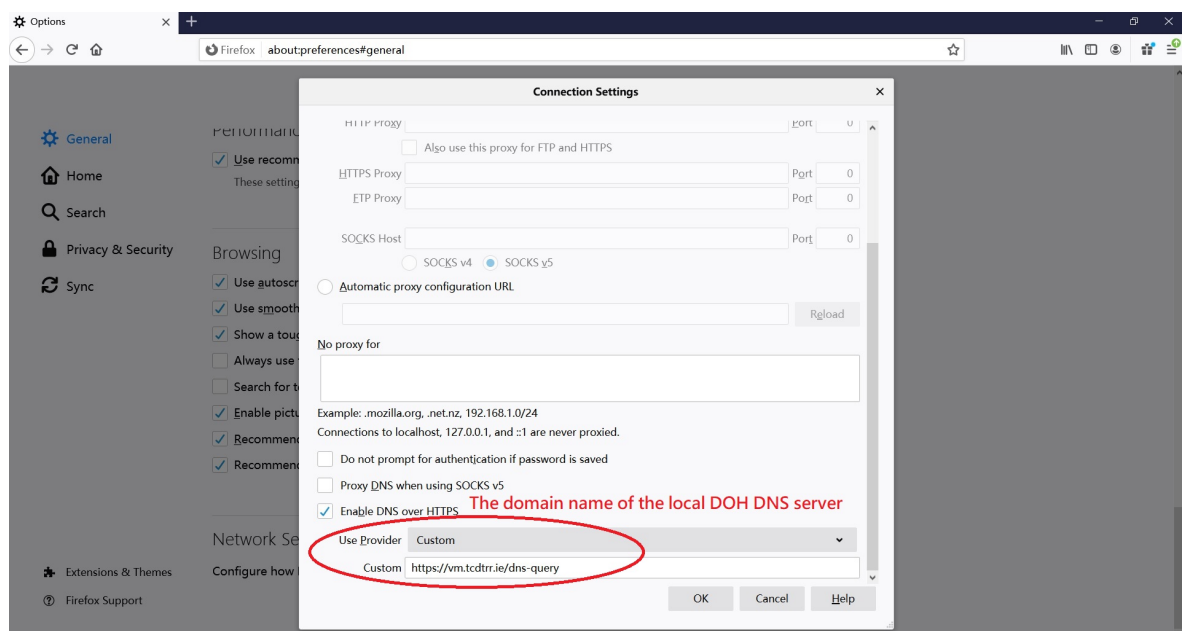 Options
Firefox about:preferences#general
Connection Settings
HTTP Proxy Port 0
Also use this proxy for FTP and HTTPS
HTTPS Proxy Port 0
FTP Proxy Port 0
SOCKS Host Port 0
SOCKS v4 SOCKS v5
Automatic proxy configuration URL
Reload
No proxy for
Example: .mozilla.org, .net.nz, 192.168.1.0/24
Connections to localhost, 127.0.0.1, and ::1 are never proxied.
Do not prompt for authentication if password is saved
Proxy DNS when using SOCKS v5
Enable DNS over HTTPS
The domain name of the local DOH DNS server
Use Provider Custom
Custom https://vm.tcdtrr.ie/dns-query
OK Cancel Help
General
Home
Search
Privacy & Security
Sync
Extensions & Themes
Firefox Support
Use recomm
These setting
Browsing
Use autoscr
Use smooth
Show a touc
Always use
Search for te
Enable pictu
Recommend
Recommend
Network Se
Configure how